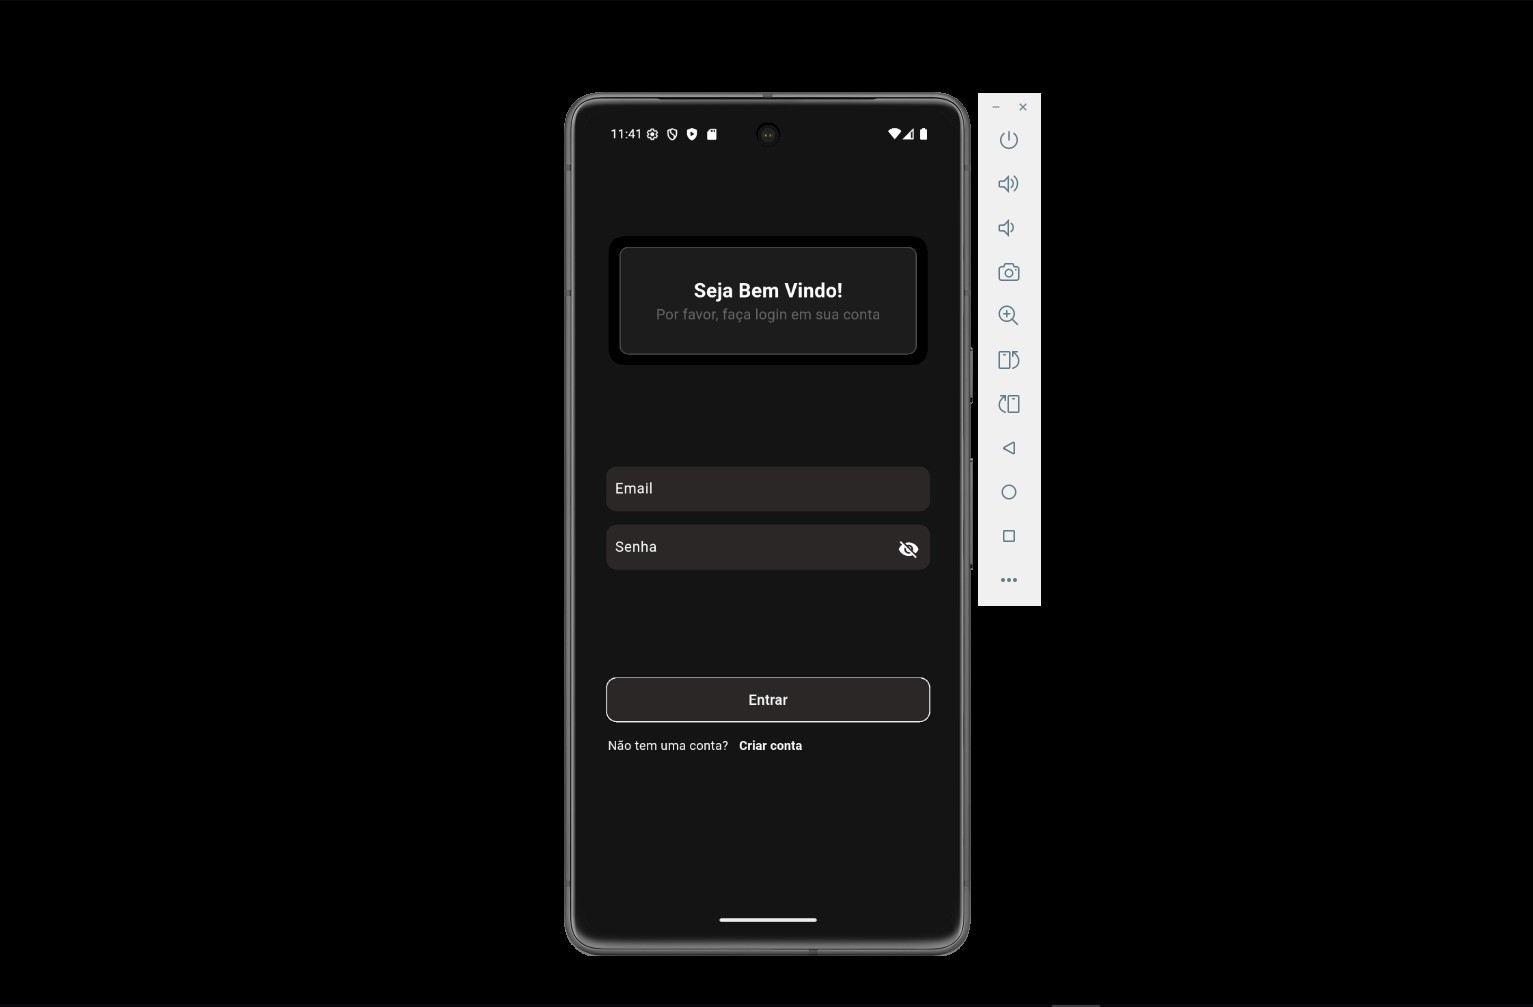 11:41
Seja Bem Vindo!
Por favor, faça login em sua conta
Email
Senha
Entrar
Não tem uma conta? Criar conta